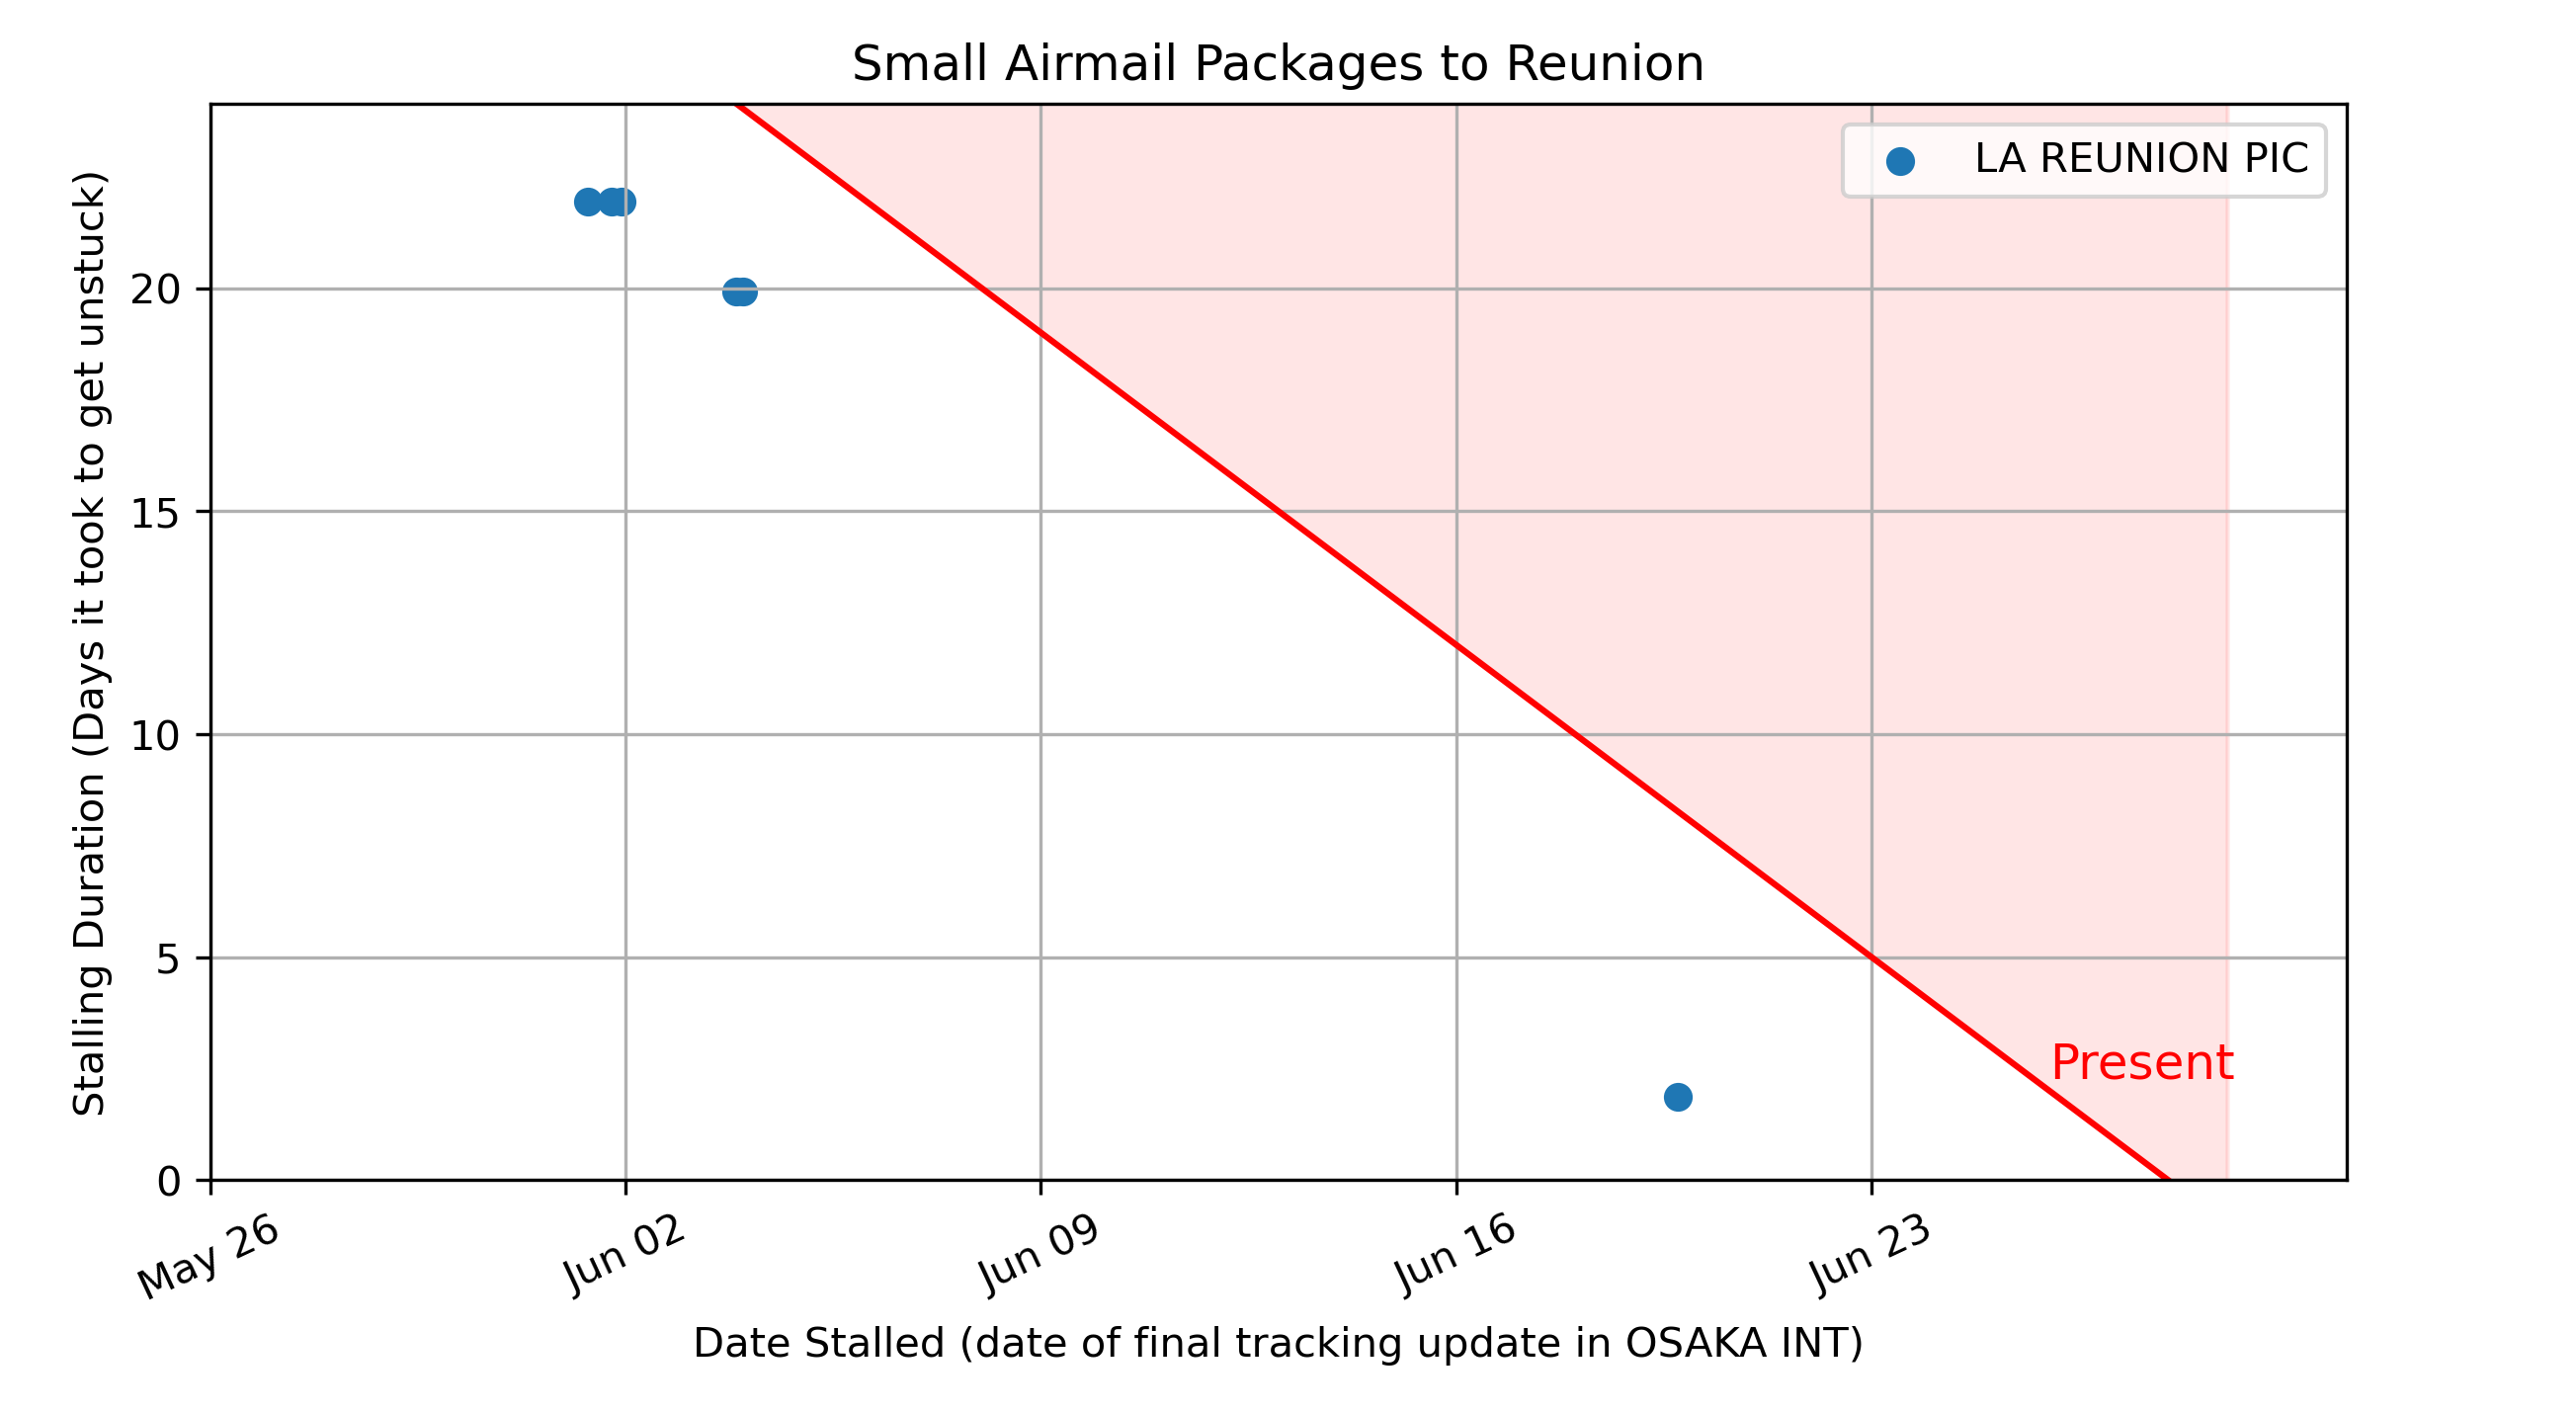 Small Airmail Packages to Reunion
LA REUNION PIC
Stalling Duration (Days it took to get unstuck)
20
15
10
5
0
Present
May 26
Jun 02
Jun 09
Jun 16
Jun 23
Date Stalled (date of final tracking update in OSAKA INT)